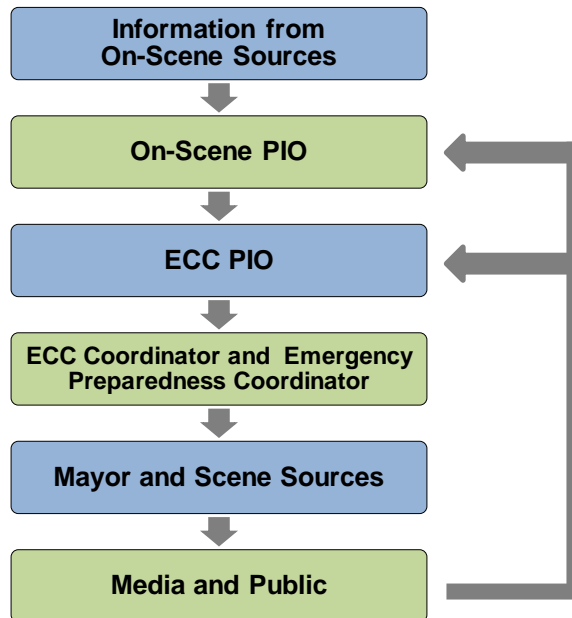 Information from
On-Scene Sources
On-Scene PIO
ECC PIO
ECC Coordinator and Emergency
Preparedness Coordinator
Mayor and Scene Sources
Media and Public